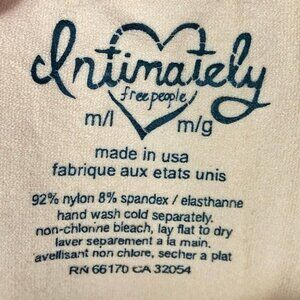 Intimately
free people
m/l m/g
made in usa
fabrique aux etats unis
92% nylon 8% spandex / elasthanne
hand wash cold separately.
non-chlorine bleach, lay flat to dry
laver separement a la main.
avellisant non chlore, secher a plat
RN 66170 CA 32054